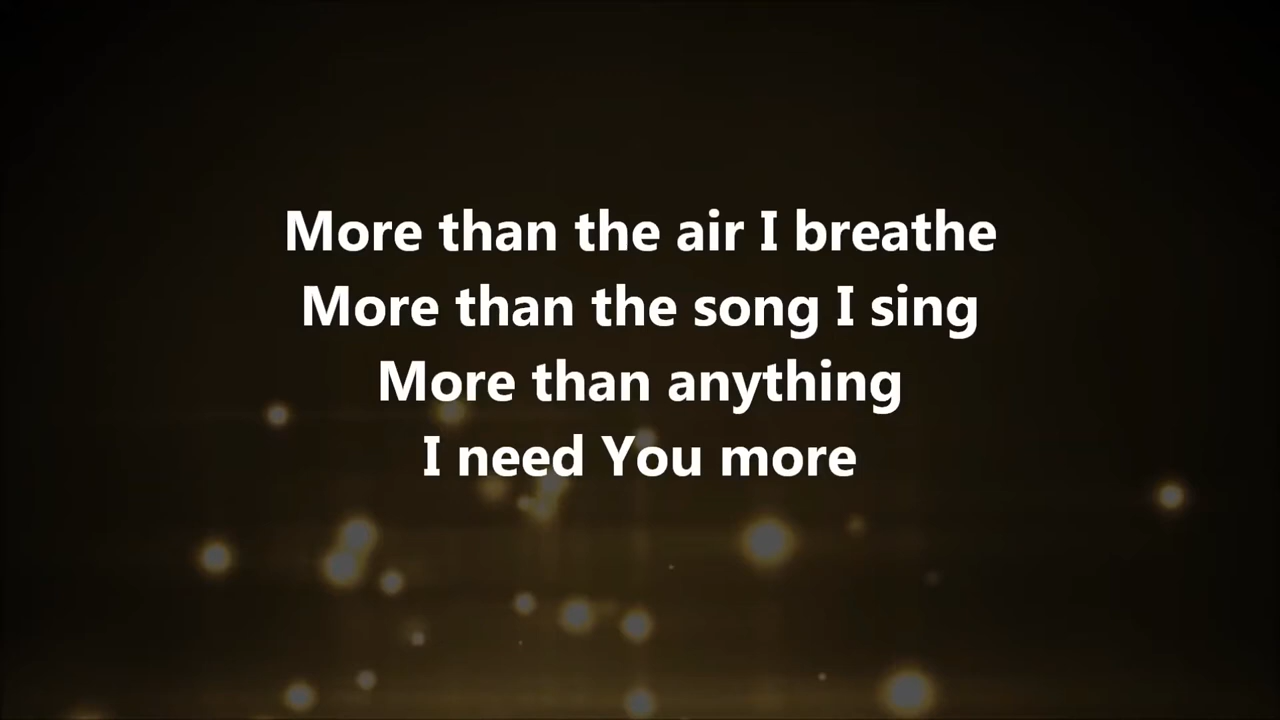 More than the air I breathe
More than the song I sing
More than anything
I need You more